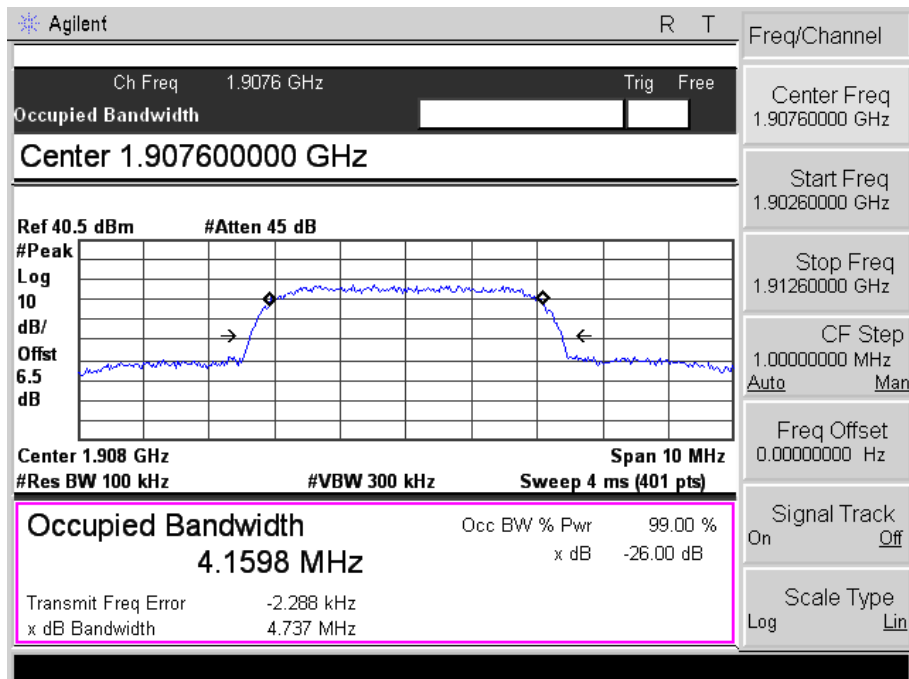 Agilent R T
Ch Freq 1.9076 GHz Trig Free
Occupied Bandwidth
Center 1.907600000 GHz
Ref 40.5 dBm #Atten 45 dB
#Peak
Log
10
dB/
Offst
6.5
dB
Center 1.908 GHz Span 10 MHz
#Res BW 100 kHz #VBW 300 kHz Sweep 4 ms (401 pts)
Occupied Bandwidth Occ BW % Pwr 99.00 %
4.1598 MHz x dB -26.00 dB
Transmit Freq Error -2.288 kHz
x dB Bandwidth 4.737 MHz
Freq/Channel
Center Freq
1.90760000 GHz
Start Freq
1.90260000 GHz
Stop Freq
1.91260000 GHz
CF Step
1.00000000 MHz
Auto Man
Freq Offset
0.00000000 Hz
Signal Track
On Off
Scale Type
Log Lin